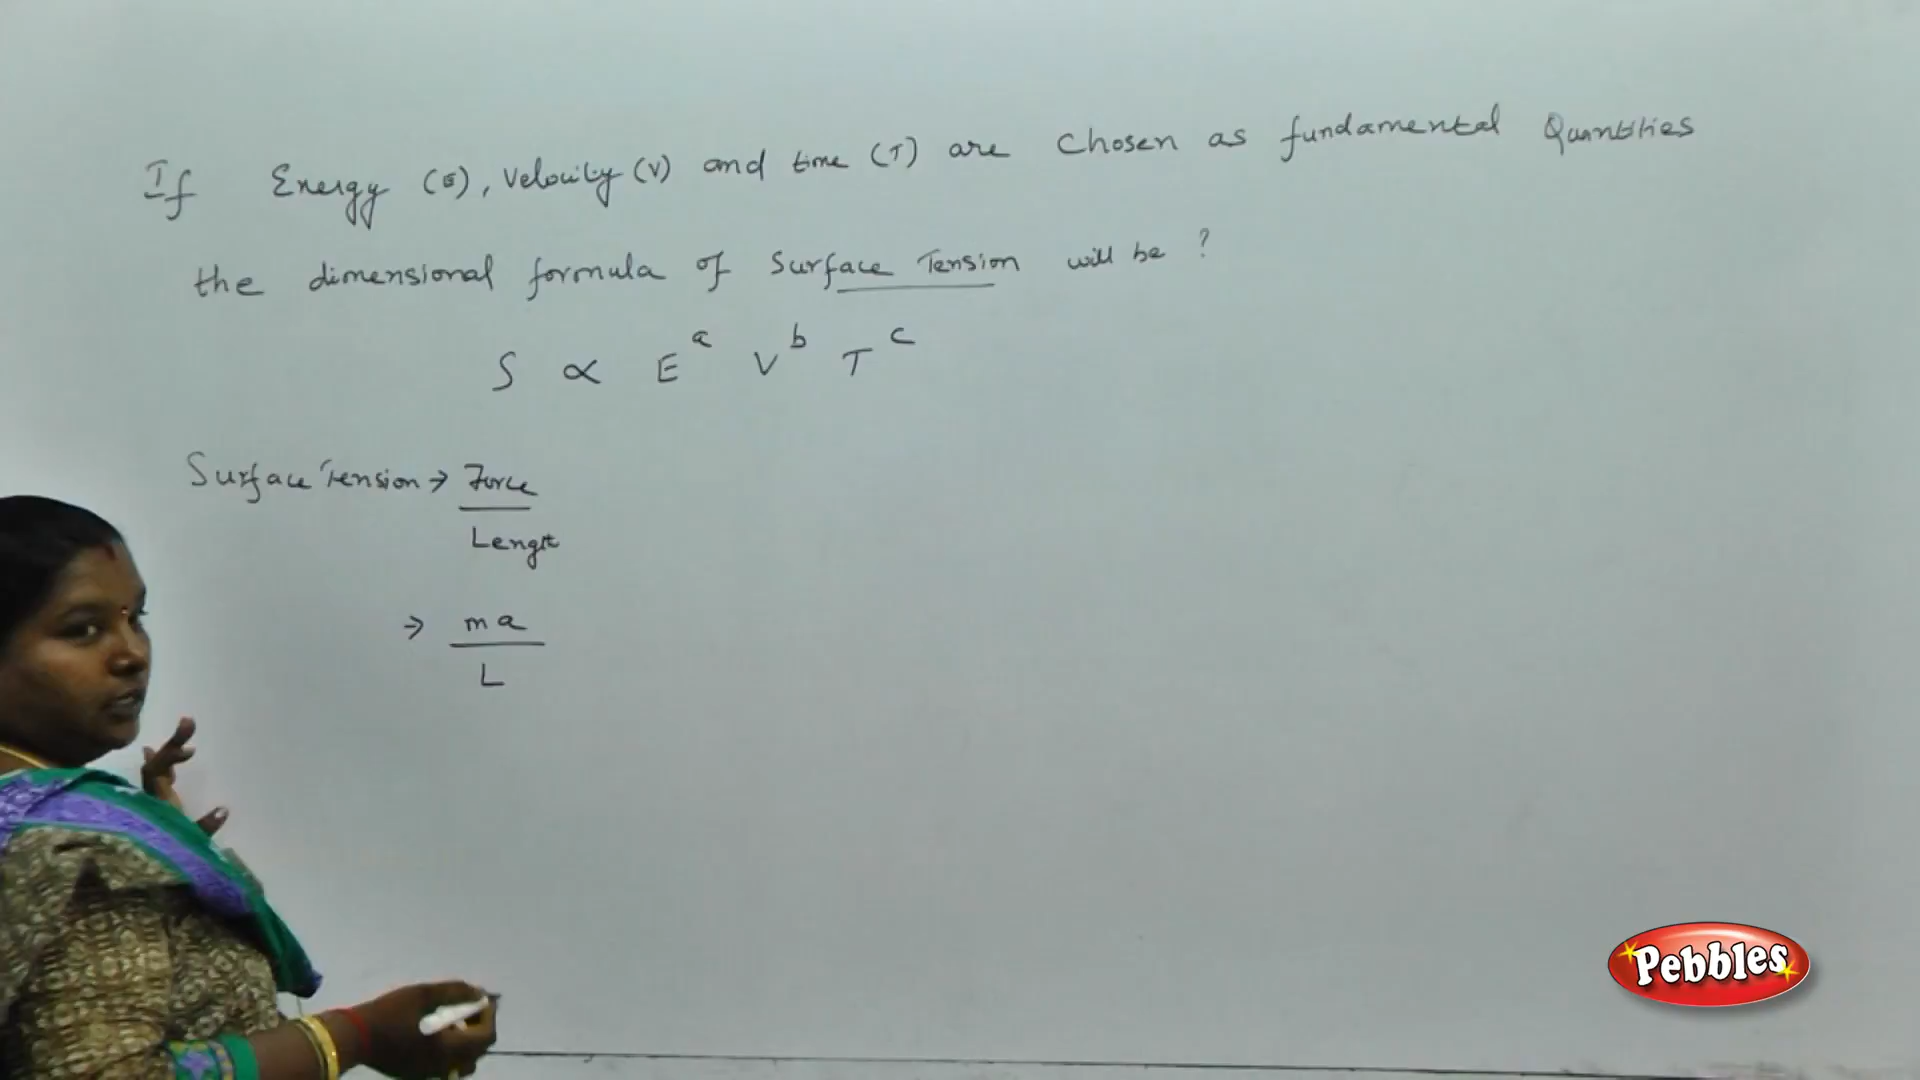 If Energy (E), Velocity (V) and time (T) are chosen as fundamental Quantities
the dimensional formula of Surface Tension will be ?
S ∝ E^a V^b T^c
Surface Tension → Force
Lengt
→ ma
L
Pebbles